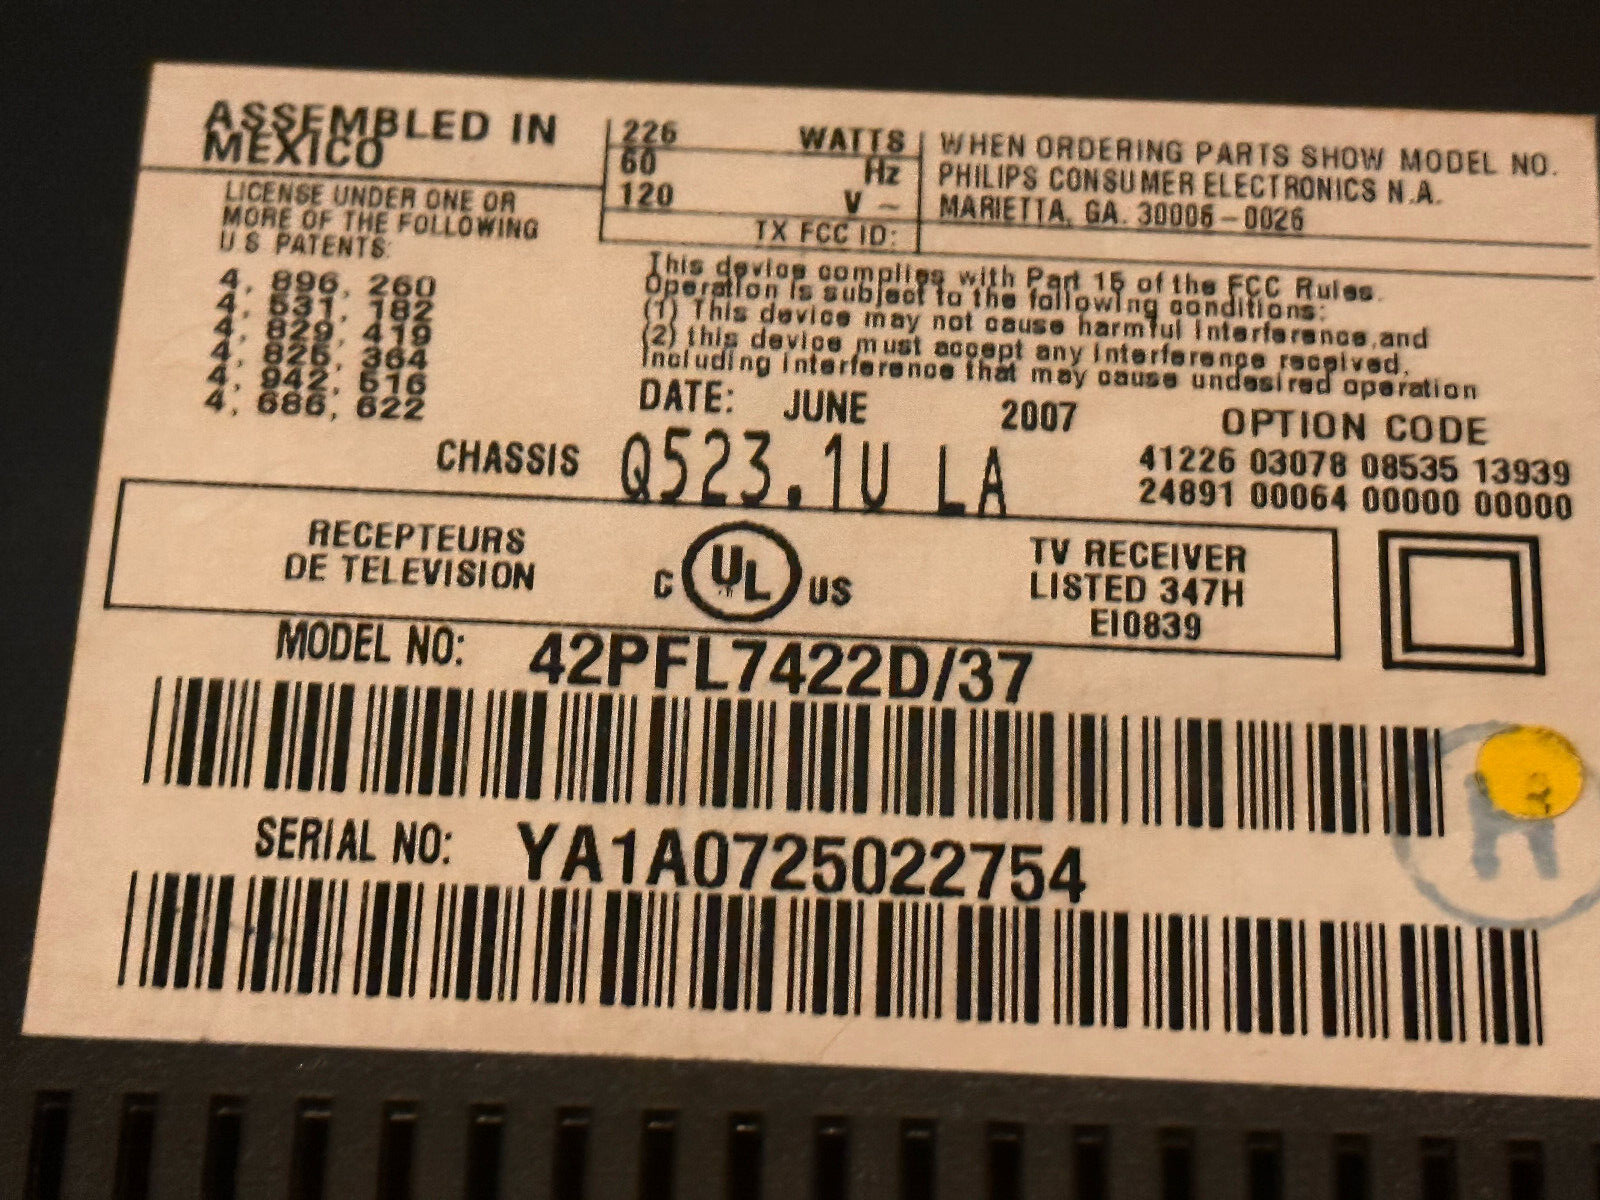 ASSEMBLED IN
MEXICO
226 WATTS
60 Hz
120 V ~
TX FCC ID:
WHEN ORDERING PARTS SHOW MODEL NO.
PHILIPS CONSUMER ELECTRONICS N.A.
MARIETTA, GA. 30006-0026
LICENSE UNDER ONE OR
MORE OF THE FOLLOWING
U S PATENTS:
4, 896, 260
4, 531, 182
4, 829, 419
4, 825, 364
4, 942, 516
4, 686, 622
This device complies with Part 15 of the FCC Rules.
Operation is subject to the following conditions:
(1) This device may not cause harmful interference,and
(2) this device must accept any interference received,
including interference that may cause undesired operation
DATE: JUNE 2007
OPTION CODE
41226 03078 08535 13939
24891 00064 00000 00000
CHASSIS Q523.1U LA
RECEPTEURS
DE TELEVISION
C UL US
TV RECEIVER
LISTED 347H
EI0839
MODEL NO: 42PFL7422D/37
SERIAL NO: YA1A0725022754